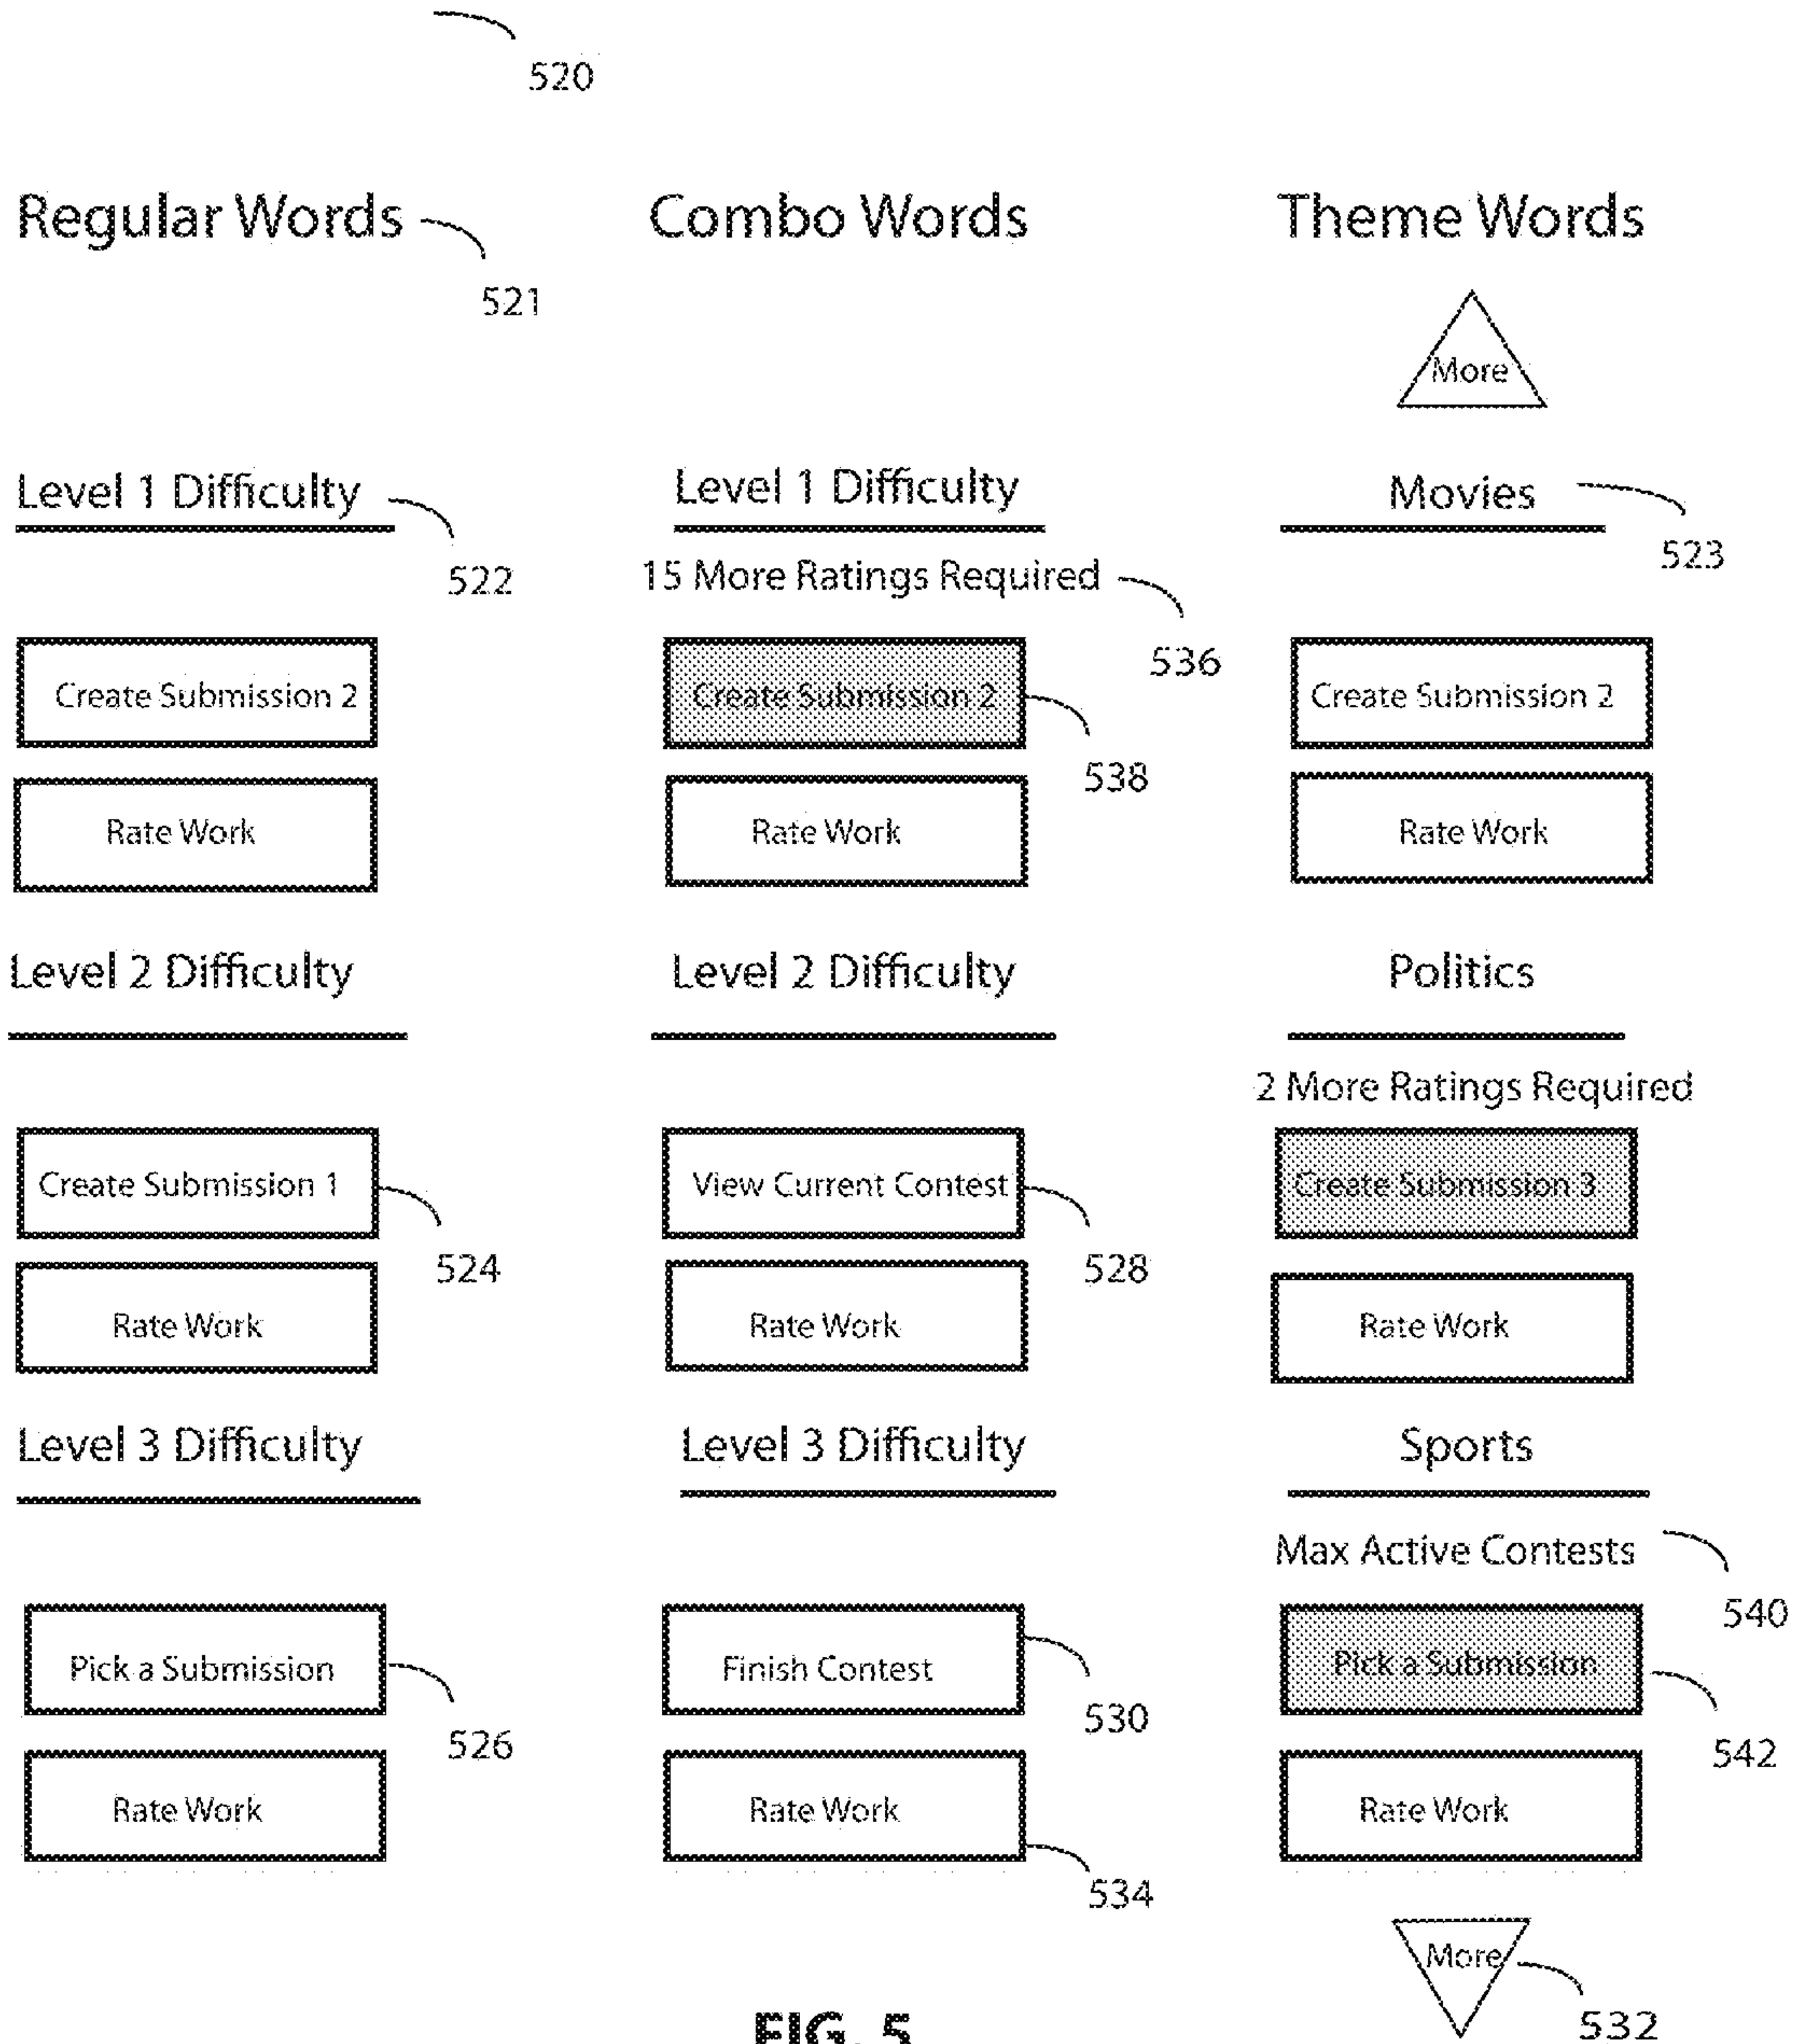 520
Regular Words
521
Combo Words
Theme Words
More
Level 1 Difficulty
522
Level 1 Difficulty
Movies
523
15 More Ratings Required
536
Create Submission 2
Create Submission 2
538
Create Submission 2
Rate Work
Rate Work
Rate Work
Level 2 Difficulty
Level 2 Difficulty
Politics
2 More Ratings Required
Create Submission 1
524
View Current Contest
528
Create Submission 3
Rate Work
Rate Work
Rate Work
Level 3 Difficulty
Level 3 Difficulty
Sports
Max Active Contests
540
Pick a Submission
526
Finish Contest
530
Pick a Submission
542
Rate Work
Rate Work
534
Rate Work
More
532
FIG. 5